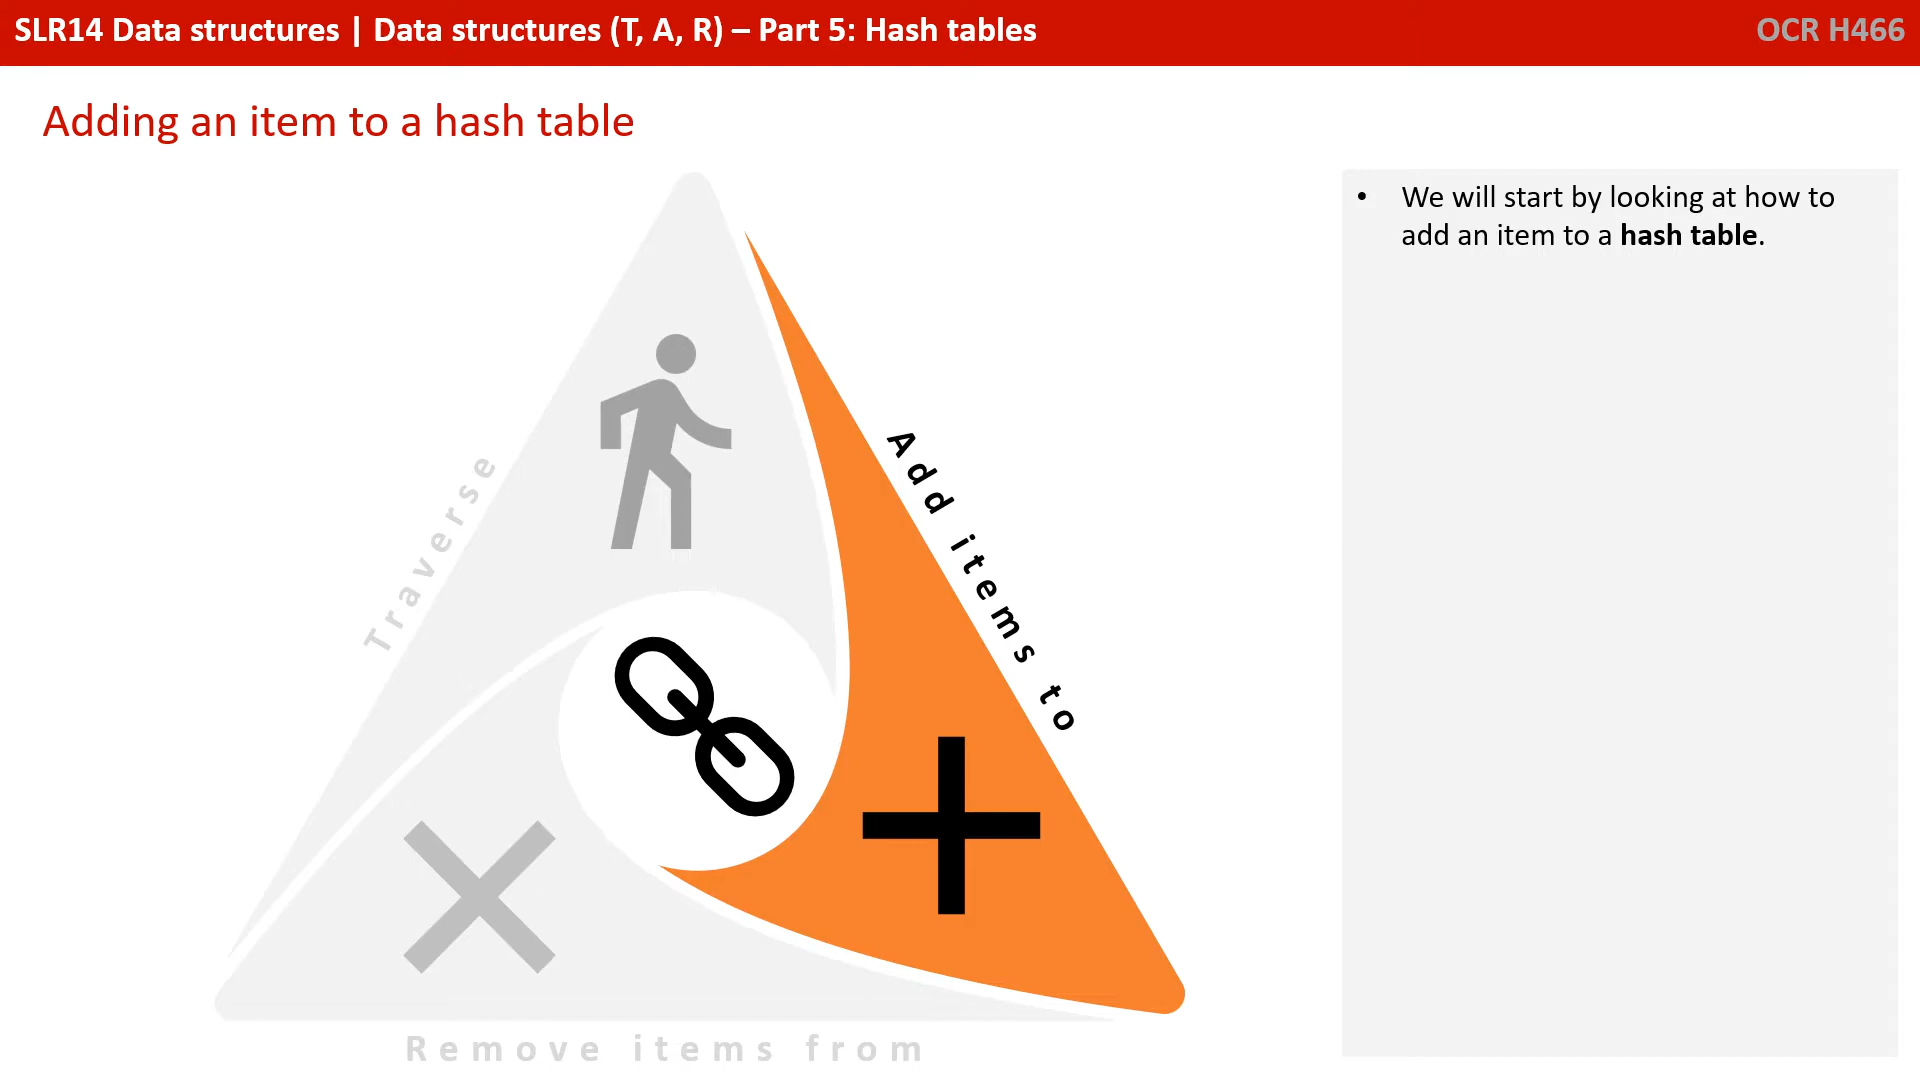 SLR14 Data structures | Data structures (T, A, R) – Part 5: Hash tables
OCR H466
Adding an item to a hash table
• We will start by looking at how to
add an item to a hash table.
Traverse
Add items to
Remove items from